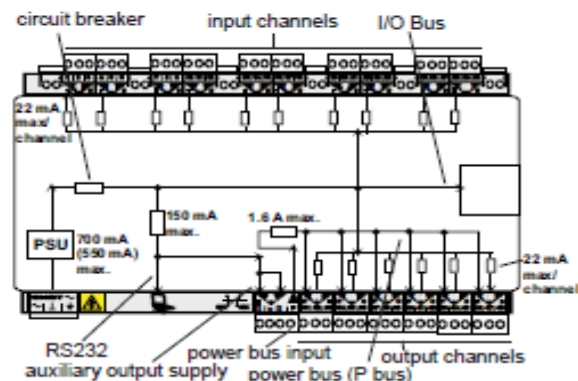 circuit breaker
input channels
I/O Bus
22 mA
max/
channel
150 mA
max.
1.6 A max.
PSU
700 mA
(550 mA)
max.
22 mA
max/
channel
RS232
auxiliary output supply
power bus input
power bus (P bus)
output channels